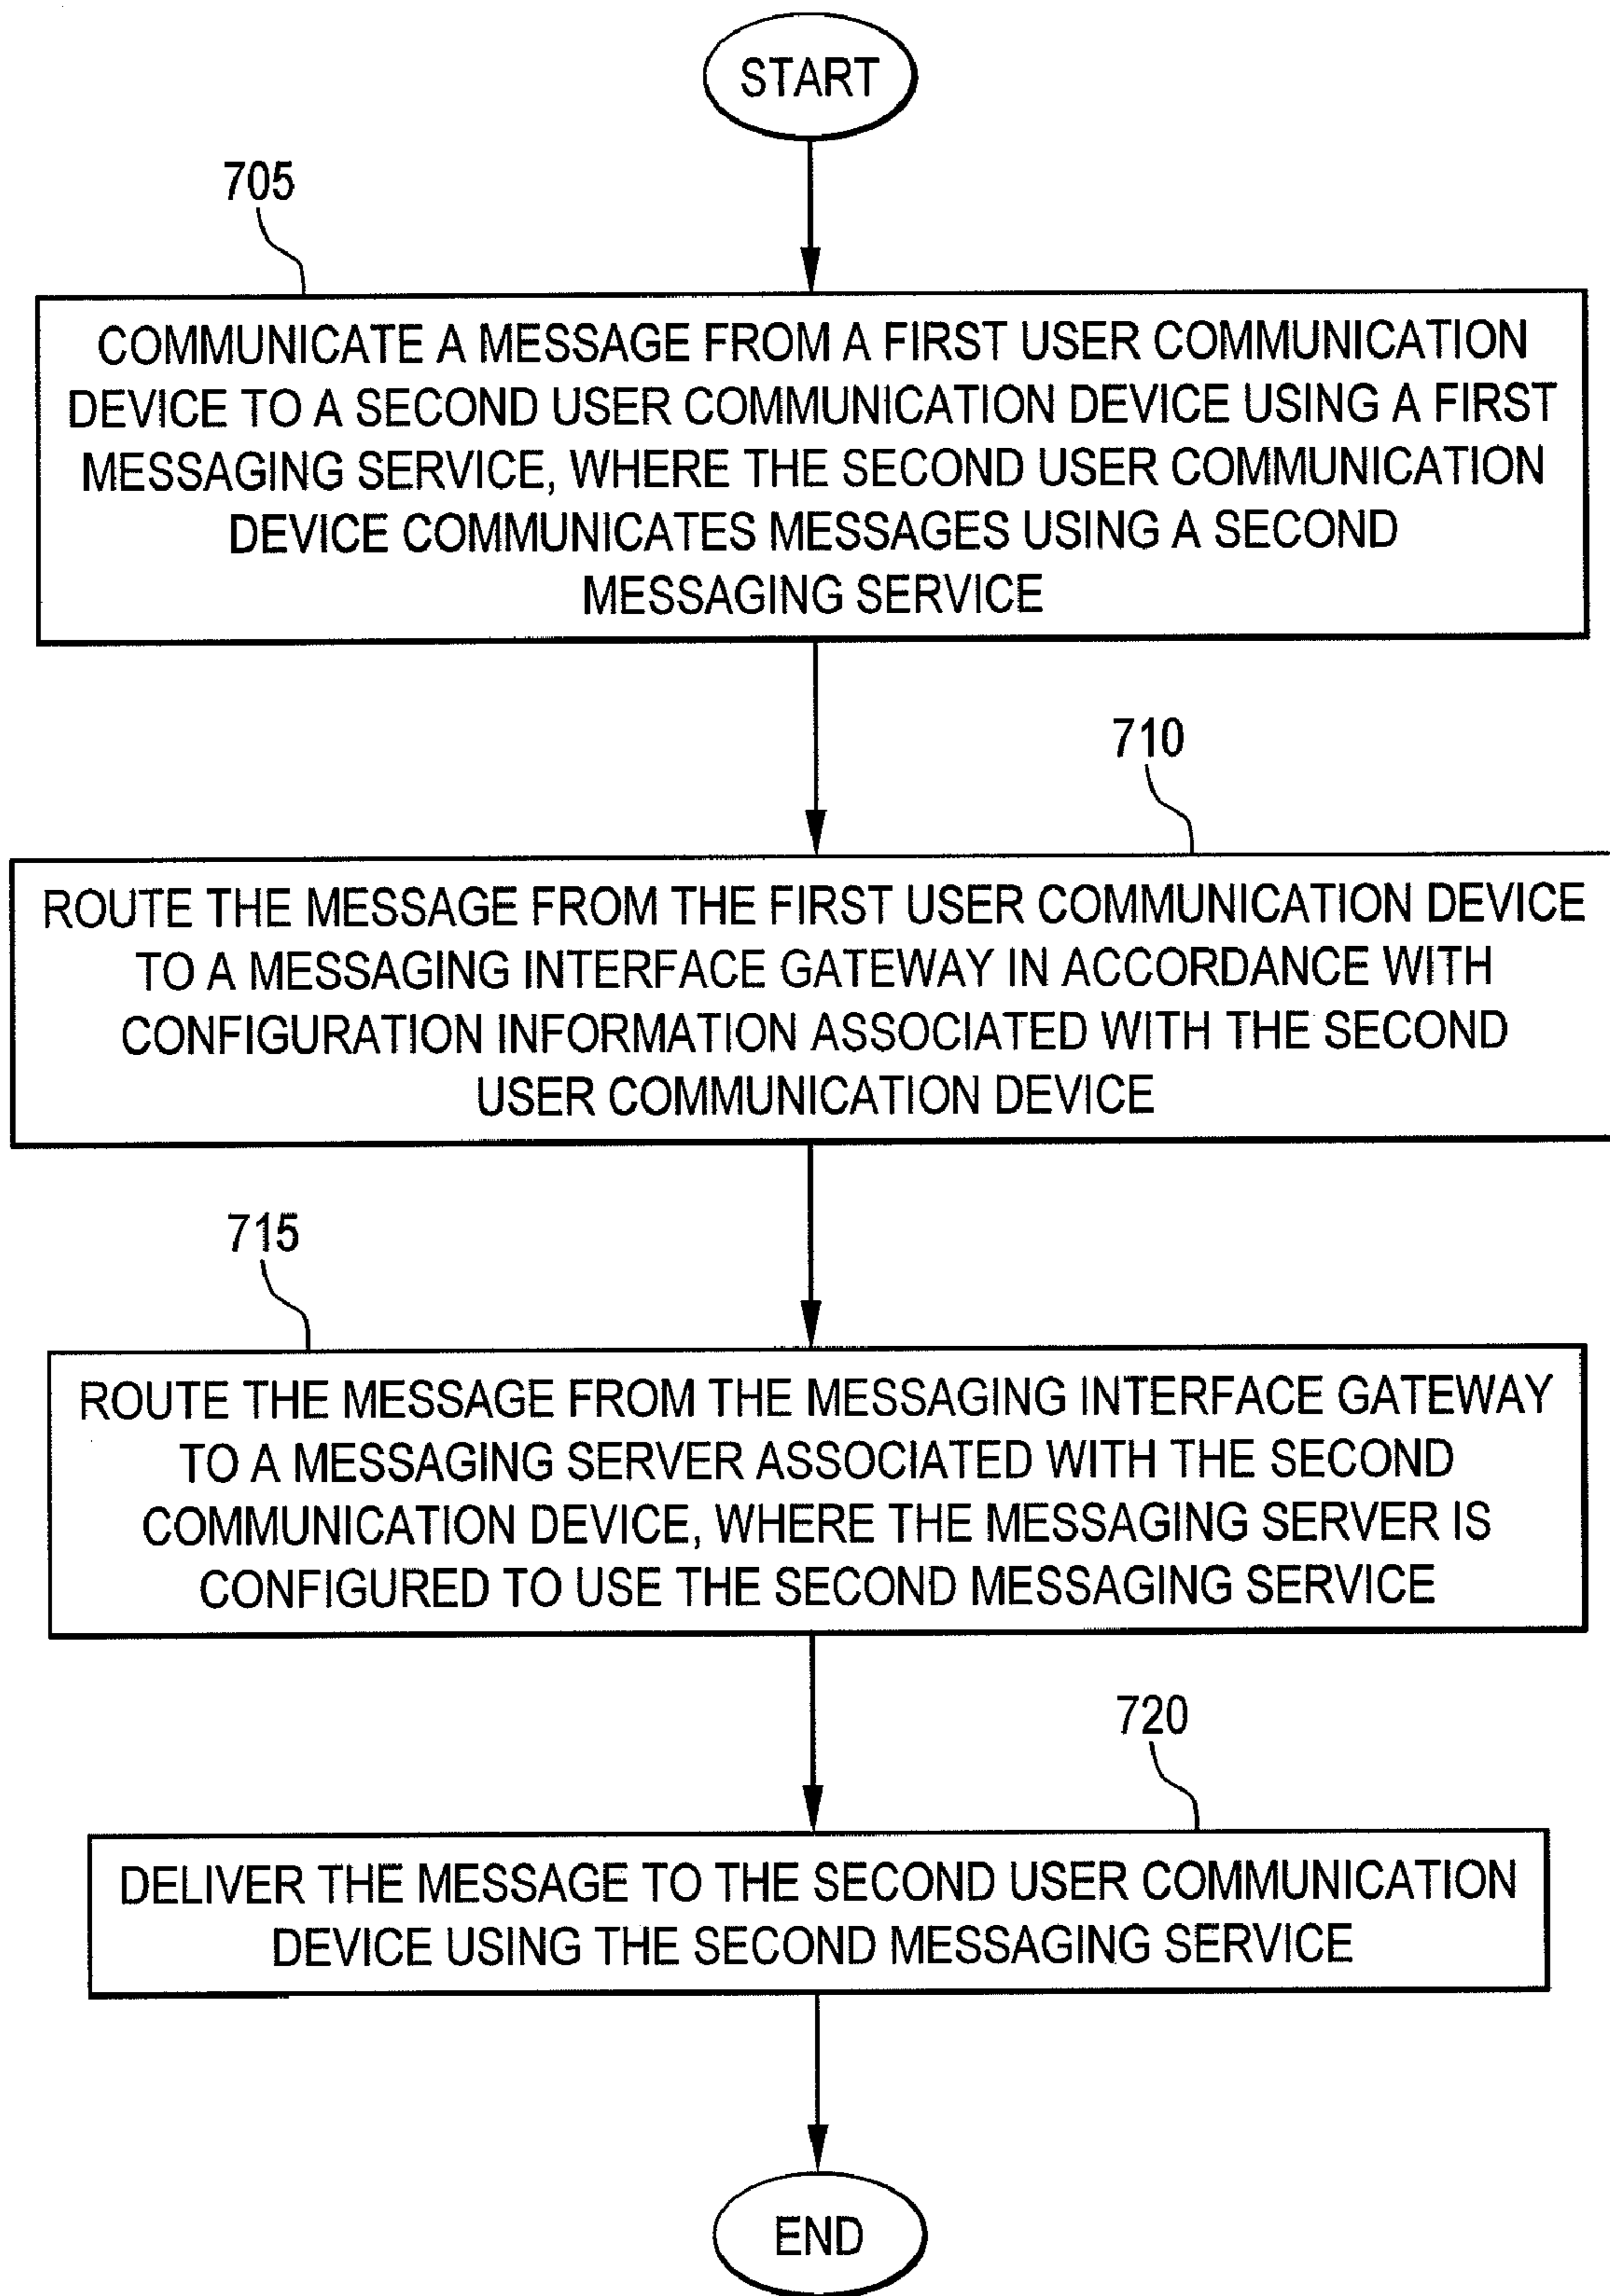 START
705
COMMUNICATE A MESSAGE FROM A FIRST USER COMMUNICATION
DEVICE TO A SECOND USER COMMUNICATION DEVICE USING A FIRST
MESSAGING SERVICE, WHERE THE SECOND USER COMMUNICATION
DEVICE COMMUNICATES MESSAGES USING A SECOND
MESSAGING SERVICE
710
ROUTE THE MESSAGE FROM THE FIRST USER COMMUNICATION DEVICE
TO A MESSAGING INTERFACE GATEWAY IN ACCORDANCE WITH
CONFIGURATION INFORMATION ASSOCIATED WITH THE SECOND
USER COMMUNICATION DEVICE
715
ROUTE THE MESSAGE FROM THE MESSAGING INTERFACE GATEWAY
TO A MESSAGING SERVER ASSOCIATED WITH THE SECOND
COMMUNICATION DEVICE, WHERE THE MESSAGING SERVER IS
CONFIGURED TO USE THE SECOND MESSAGING SERVICE
720
DELIVER THE MESSAGE TO THE SECOND USER COMMUNICATION
DEVICE USING THE SECOND MESSAGING SERVICE
END